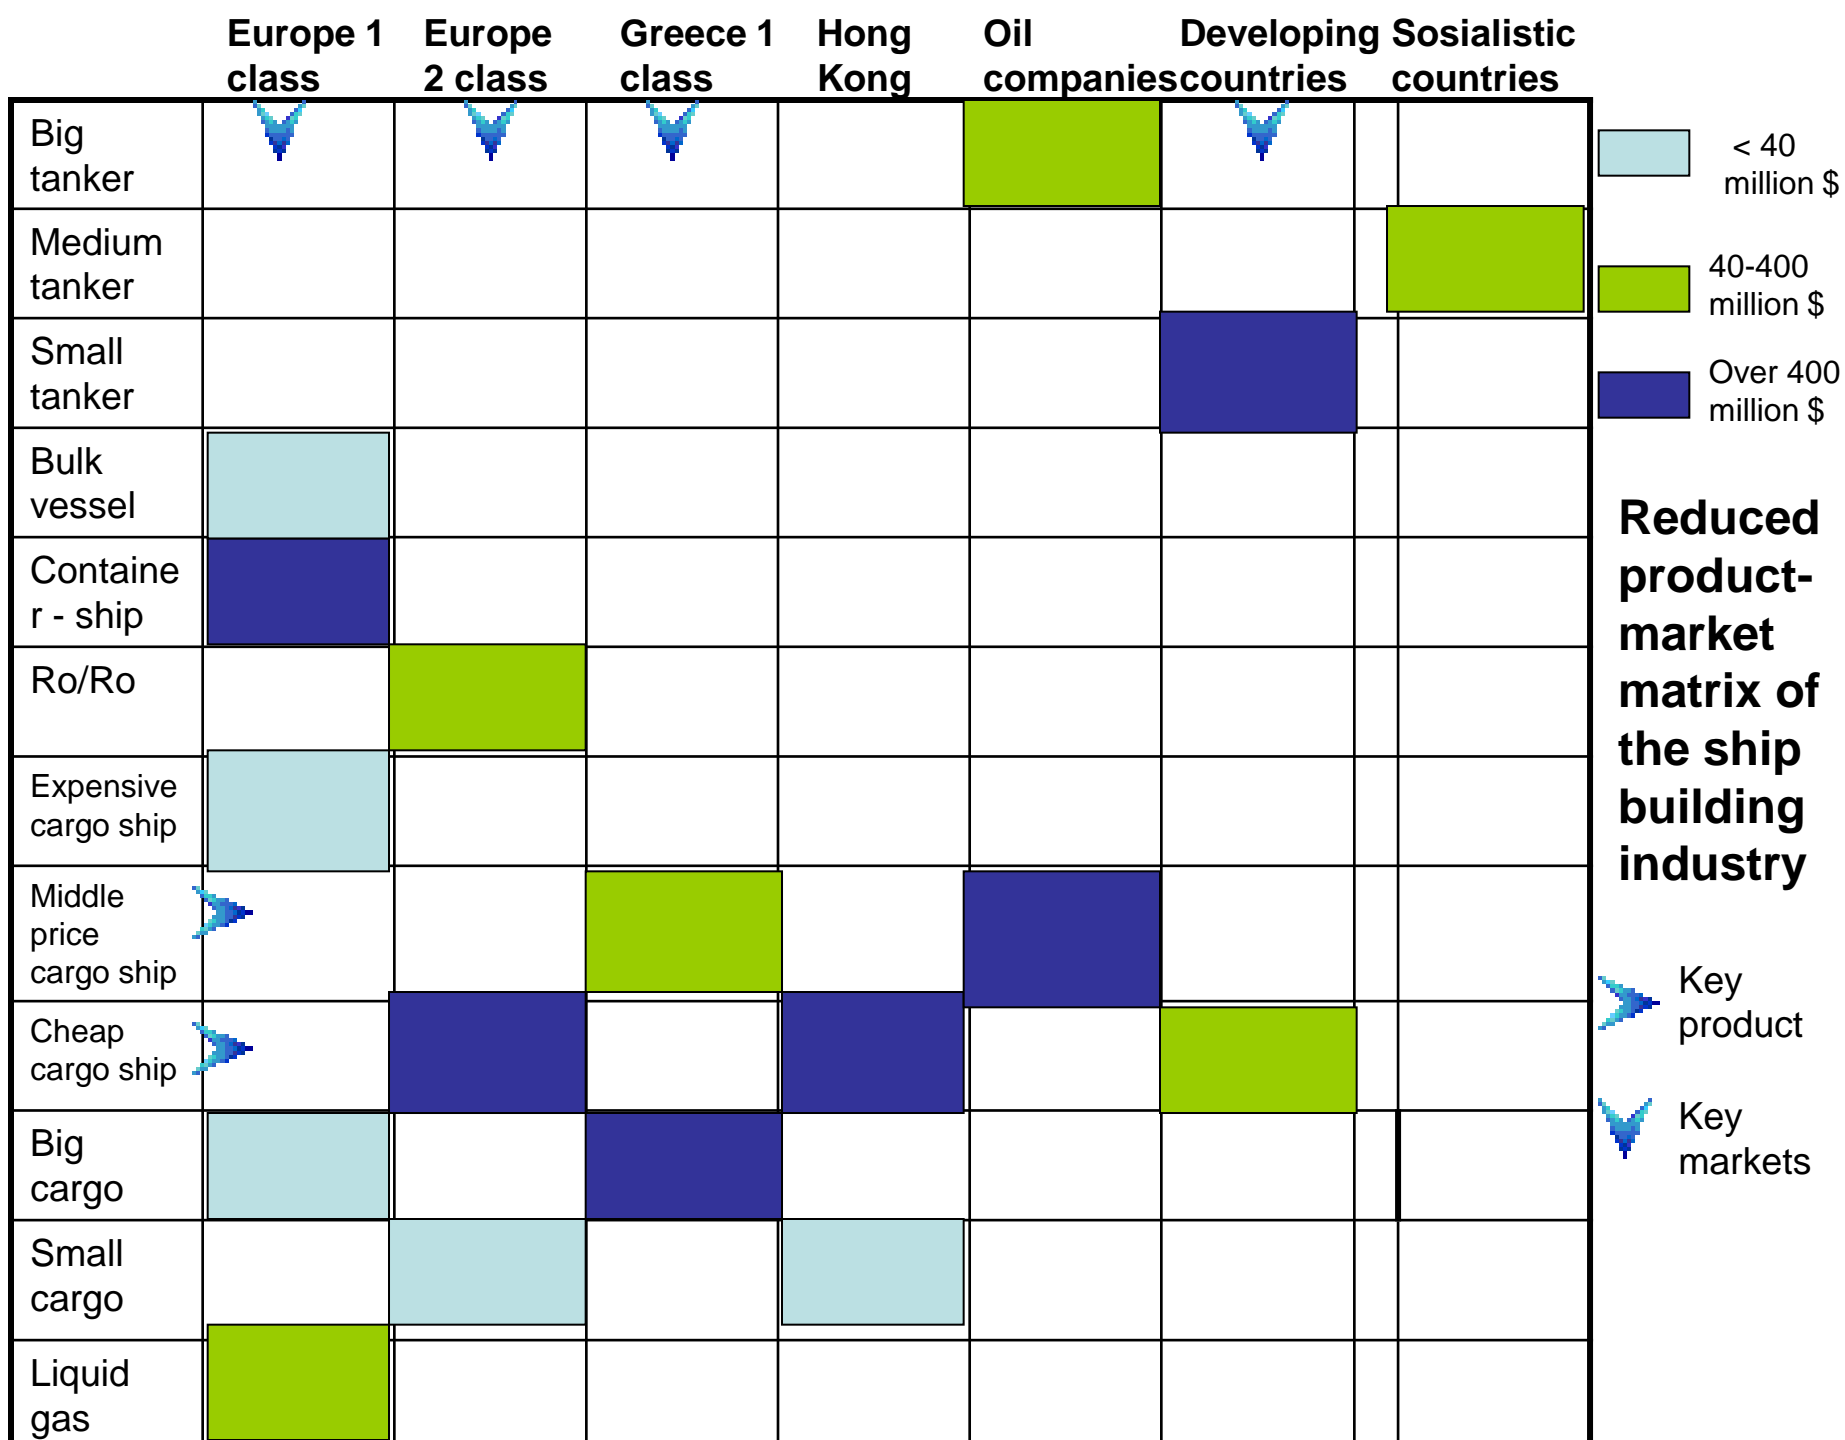 Europe 1 class
Europe 2 class
Greece 1 class
Hong Kong
Oil companies
Developing countries
Sosialistic countries
Big
tanker
Medium
tanker
Small
tanker
Bulk
vessel
Containe
r - ship
Ro/Ro
Expensive
cargo ship
Middle
price
cargo ship
Cheap
cargo ship
Big
cargo
Small
cargo
Liquid
gas
< 40
million $
40-400
million $
Over 400
million $
Reduced
product-
market
matrix of
the ship
building
industry
Key
product
Key
markets